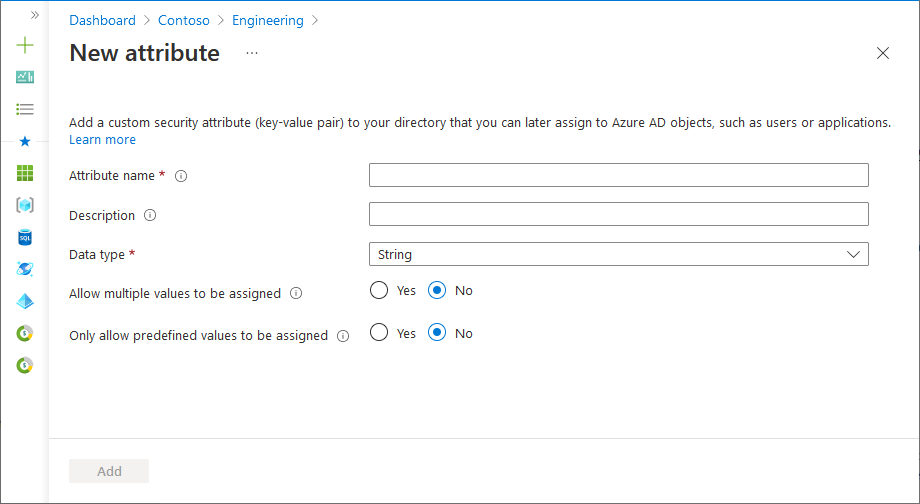 Dashboard > Contoso > Engineering >
New attribute ...
Add a custom security attribute (key-value pair) to your directory that you can later assign to Azure AD objects, such as users or applications.
Learn more
Attribute name *
Description
Data type * String
Allow multiple values to be assigned Yes No
Only allow predefined values to be assigned Yes No
SQL
Add